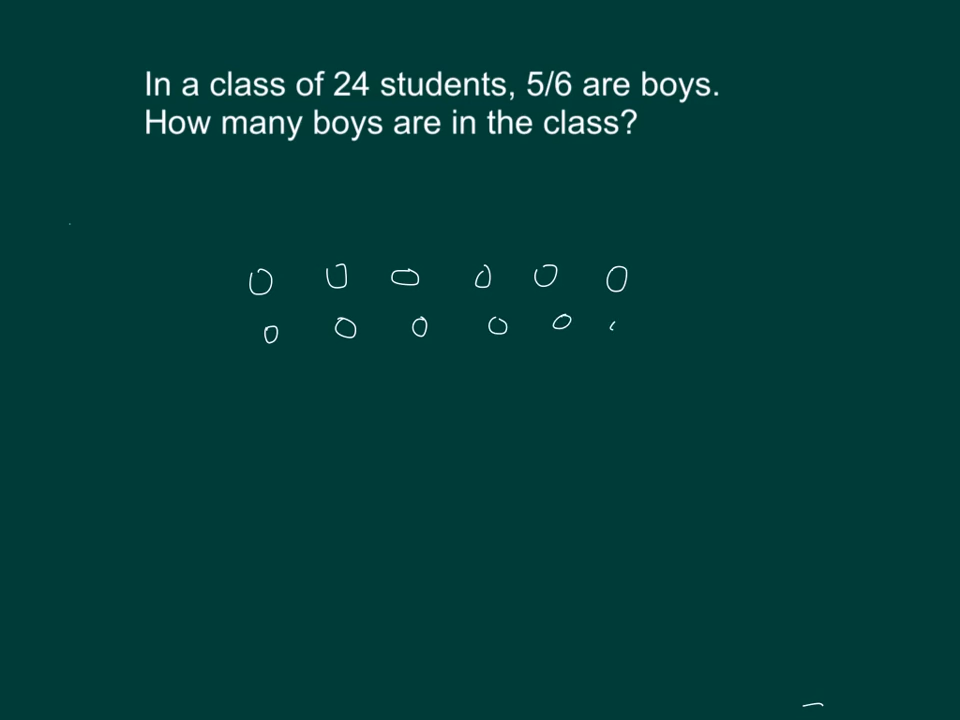 In a class of 24 students, 5/6 are boys.
How many boys are in the class?